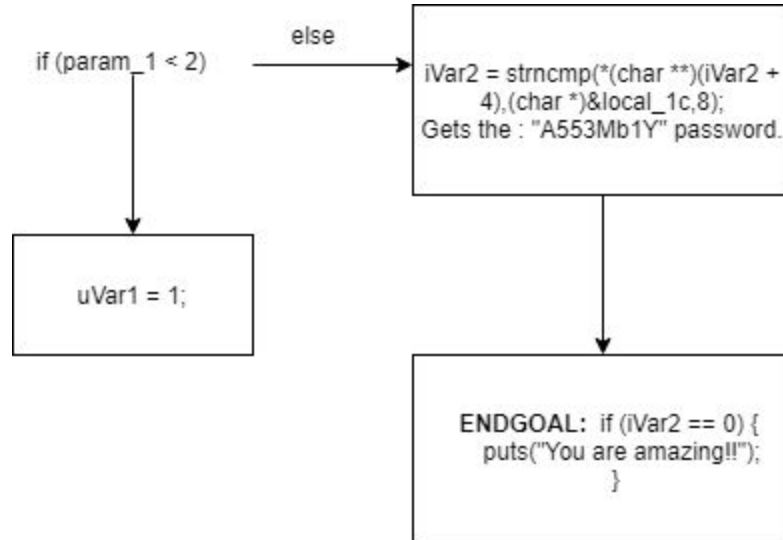 else
if (param_1 < 2)
iVar2 = strncmp(*(char **)(iVar2 +
4),(char *)&local_1c,8);
Gets the : "A553Mb1Y" password.
uVar1 = 1;
ENDGOAL: if (iVar2 == 0) {
puts("You are amazing!!");
}